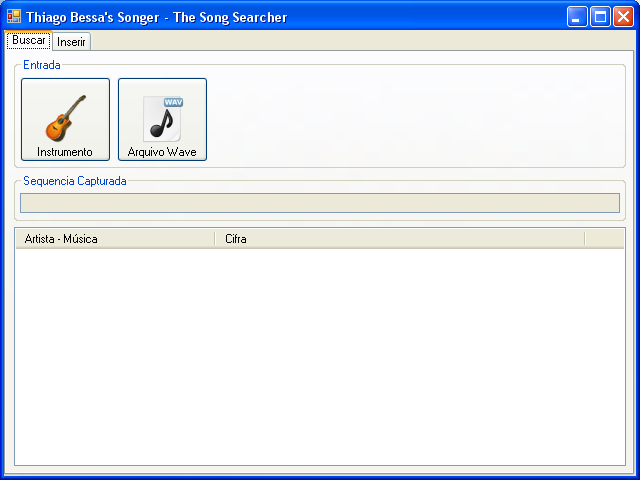 Thiago Bessa's Songer - The Song Searcher
Buscar Inserir
Entrada
WAV
Instrumento Arquivo Wave
Sequencia Capturada
Artista - Música Cifra